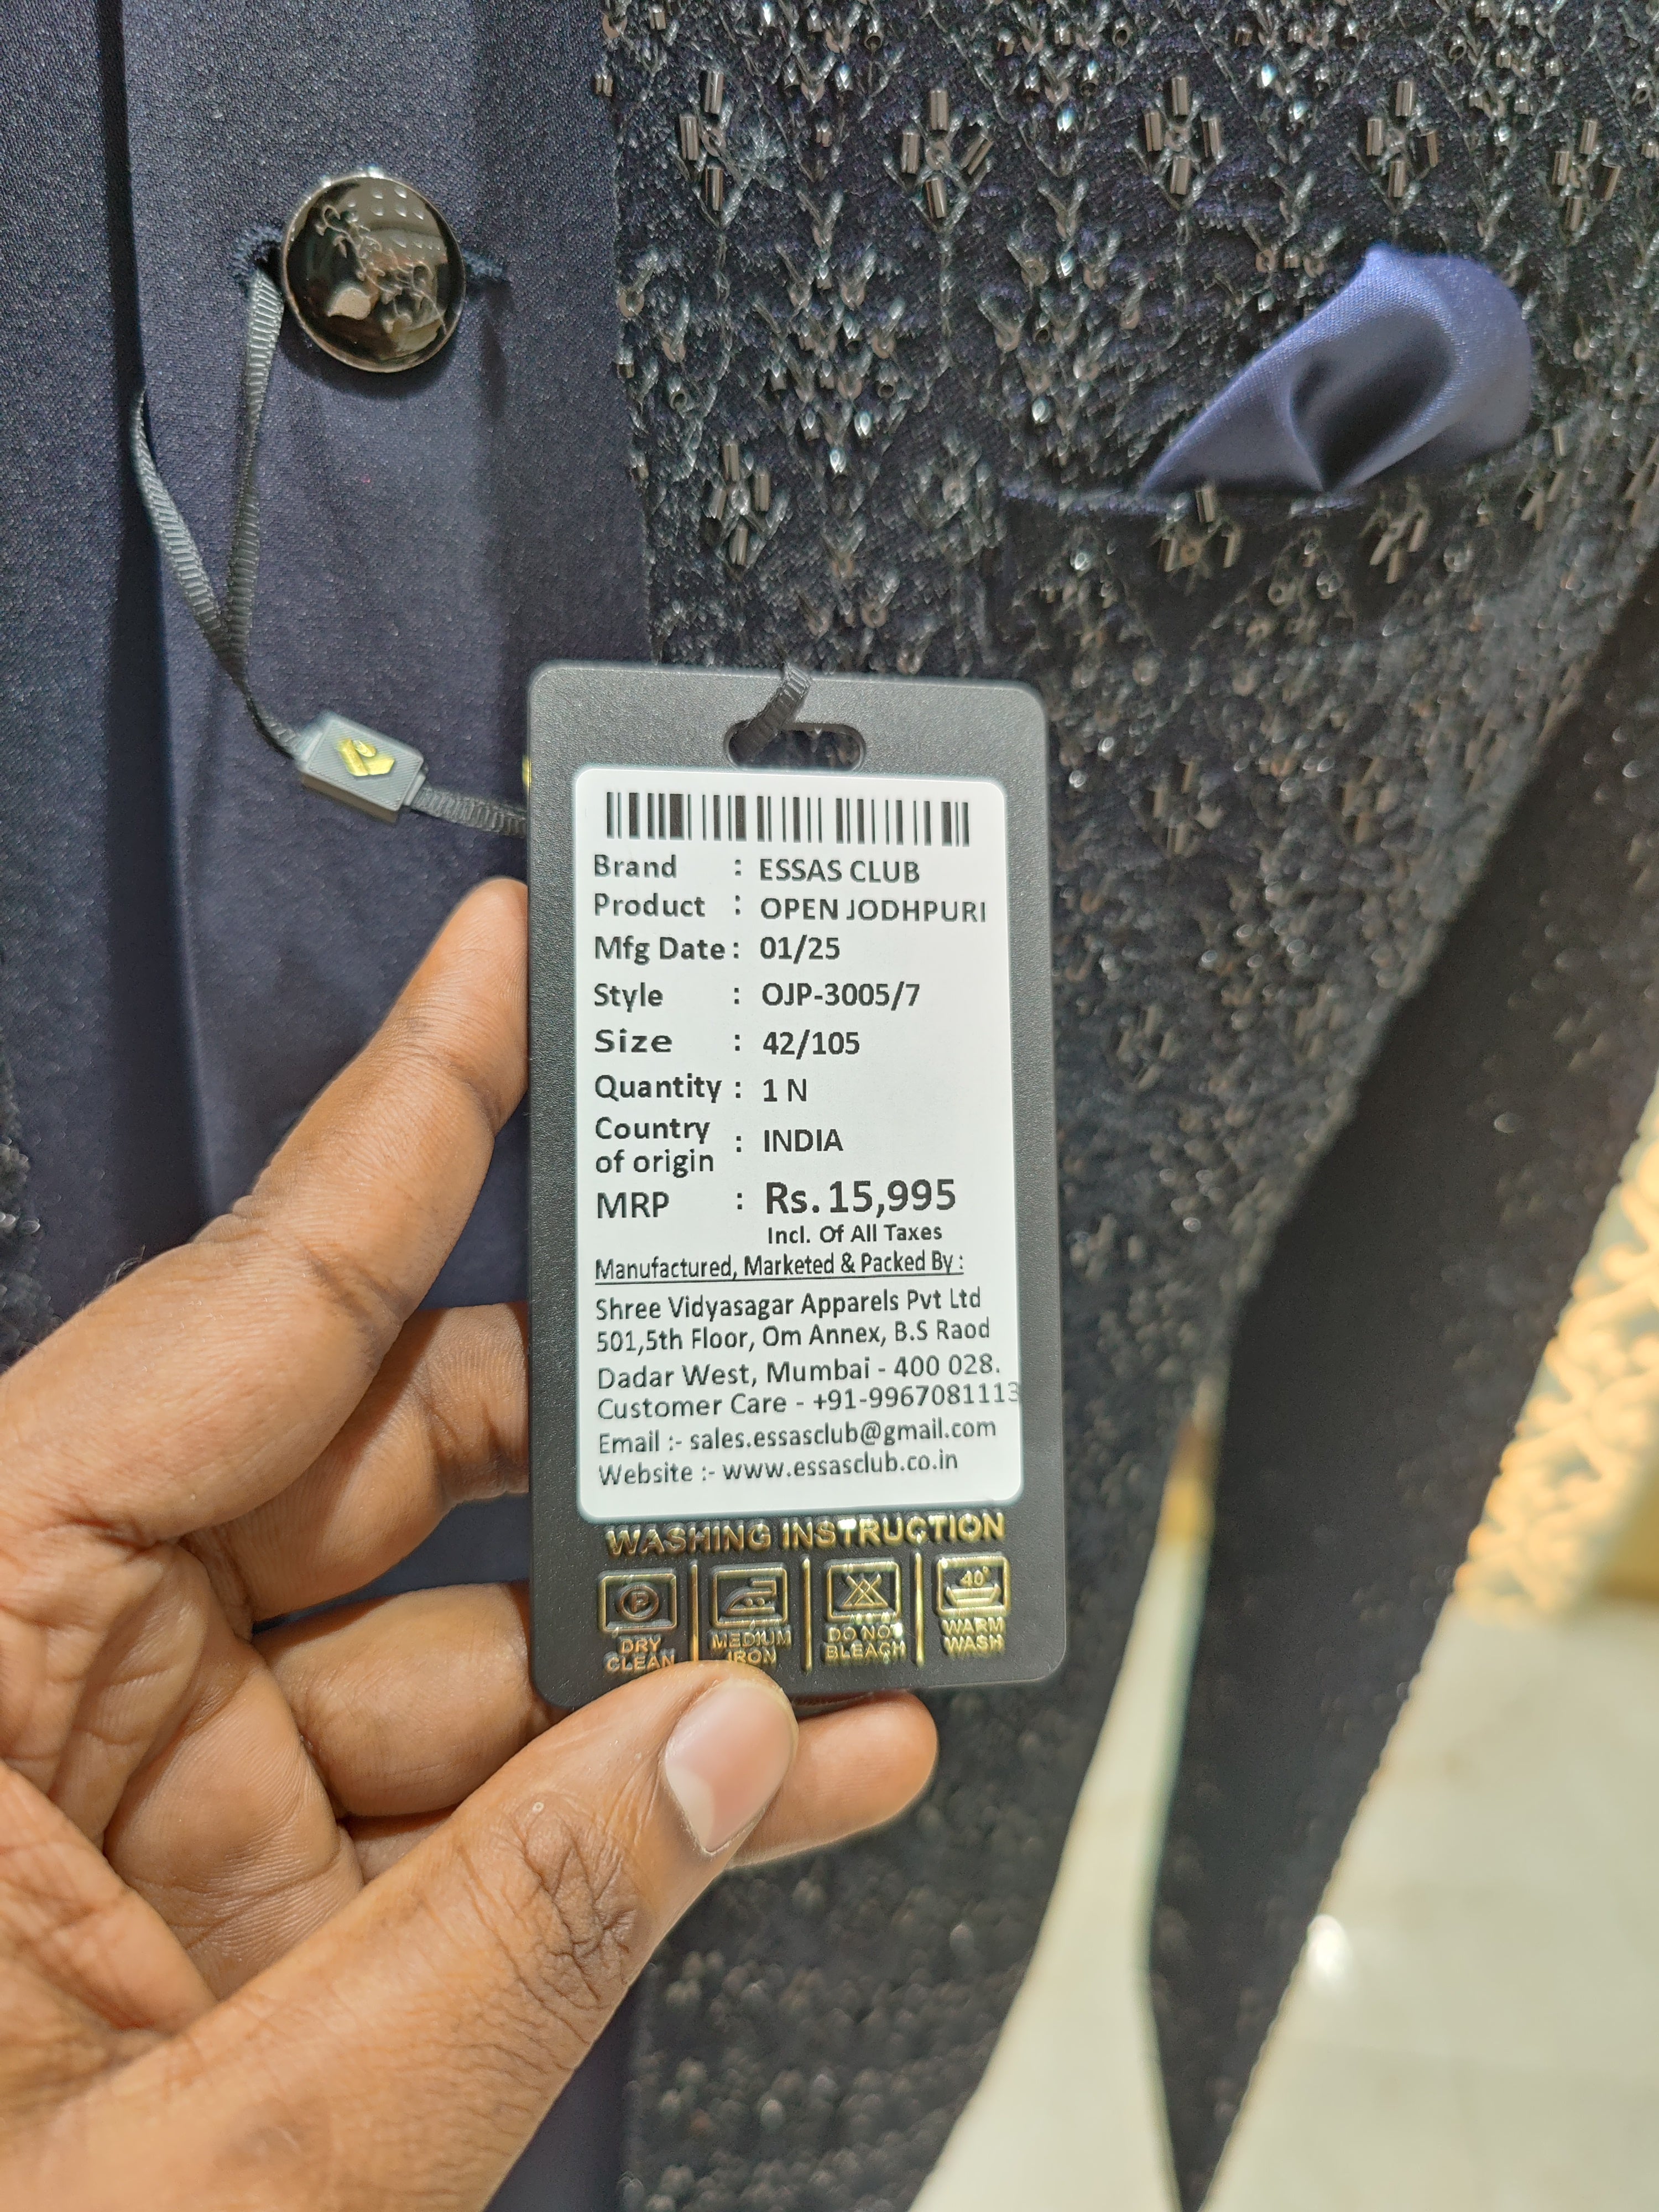 Brand : ESSAS CLUB
Product : OPEN JODHPURI
Mfg Date : 01/25
Style : OJP-3005/7
Size : 42/105
Quantity : 1 N
Country of origin : INDIA
MRP : Rs. 15,995
Incl. Of All Taxes
Manufactured, Marketed & Packed By :
Shree Vidyasagar Apparels Pvt Ltd
501,5th Floor, Om Annex, B.S Raod
Dadar West, Mumbai - 400 028.
Customer Care - +91-9967081113
Email :- sales.essasclub@gmail.com
Website :- www.essasclub.co.in
WASHING INSTRUCTION
P 40°
DRY CLEAN MEDIUM IRON DO NOT BLEACH WARM WASH